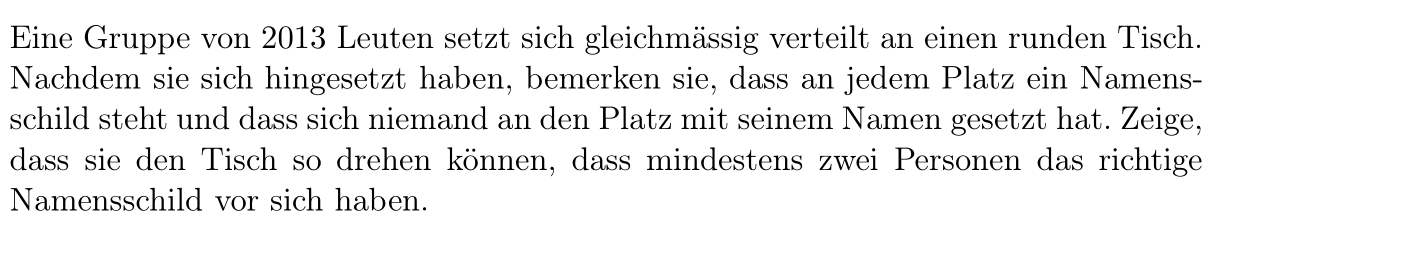 Eine Gruppe von 2013 Leuten setzt sich gleichmässig verteilt an einen runden Tisch.
Nachdem sie sich hingesetzt haben, bemerken sie, dass an jedem Platz ein Namens-
schild steht und dass sich niemand an den Platz mit seinem Namen gesetzt hat. Zeige,
dass sie den Tisch so drehen können, dass mindestens zwei Personen das richtige
Namensschild vor sich haben.